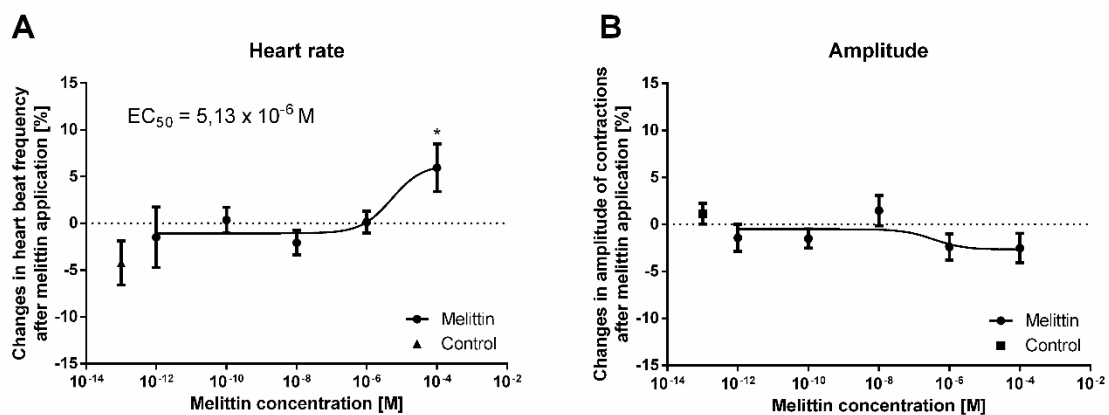 A
Heart rate
Changes in heart beat frequency
after melittin application [%]
15
10
5
0
-5
-10
-15
EC50 = 5,13 x 10-6 M
*
Melittin
Control
10-14
10-12
10-10
10-8
10-6
10-4
10-2
Melittin concentration [M]
B
Amplitude
Changes in amplitude of contractions
after melittin application [%]
15
10
5
0
-5
-10
-15
Melittin
Control
10-14
10-12
10-10
10-8
10-6
10-4
10-2
Melittin concentration [M]